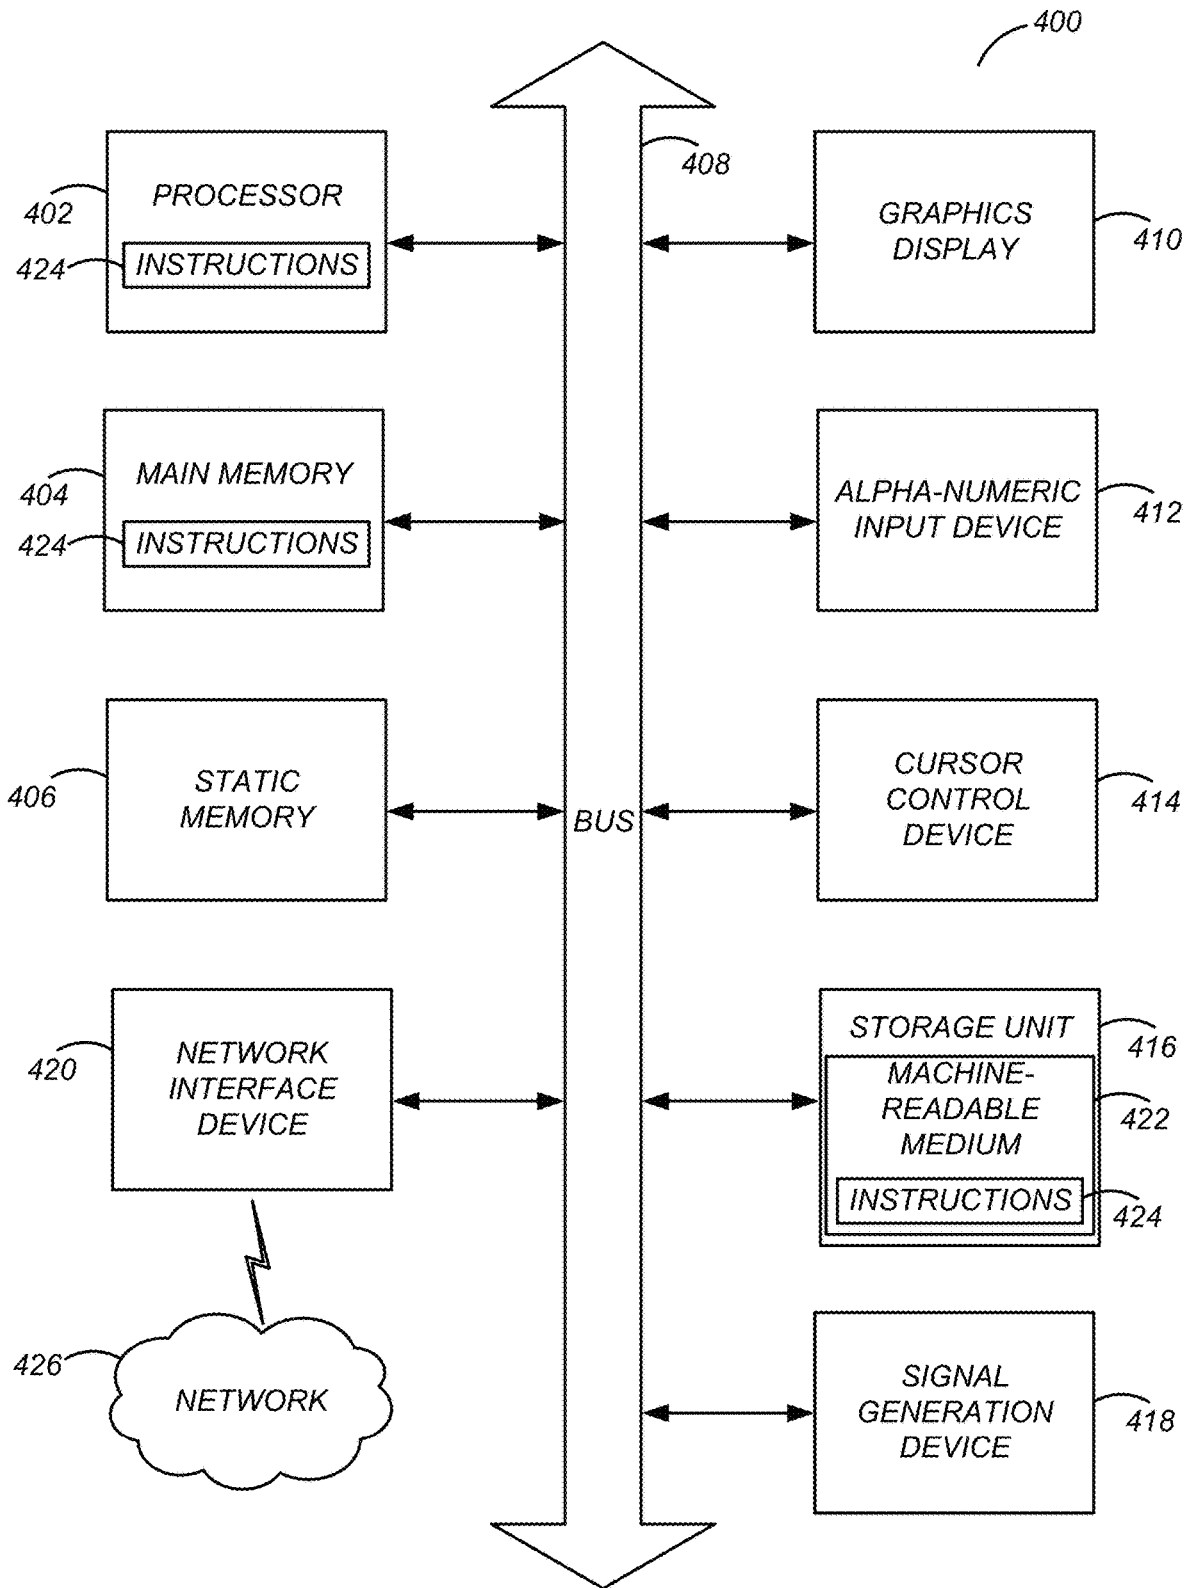 400
408
402
PROCESSOR
424
INSTRUCTIONS
GRAPHICS
DISPLAY
410
404
MAIN MEMORY
424
INSTRUCTIONS
ALPHA-NUMERIC
INPUT DEVICE
412
406
STATIC
MEMORY
BUS
CURSOR
CONTROL
DEVICE
414
420
NETWORK
INTERFACE
DEVICE
STORAGE UNIT
416
MACHINE-
READABLE
MEDIUM
422
INSTRUCTIONS
424
426
NETWORK
SIGNAL
GENERATION
DEVICE
418